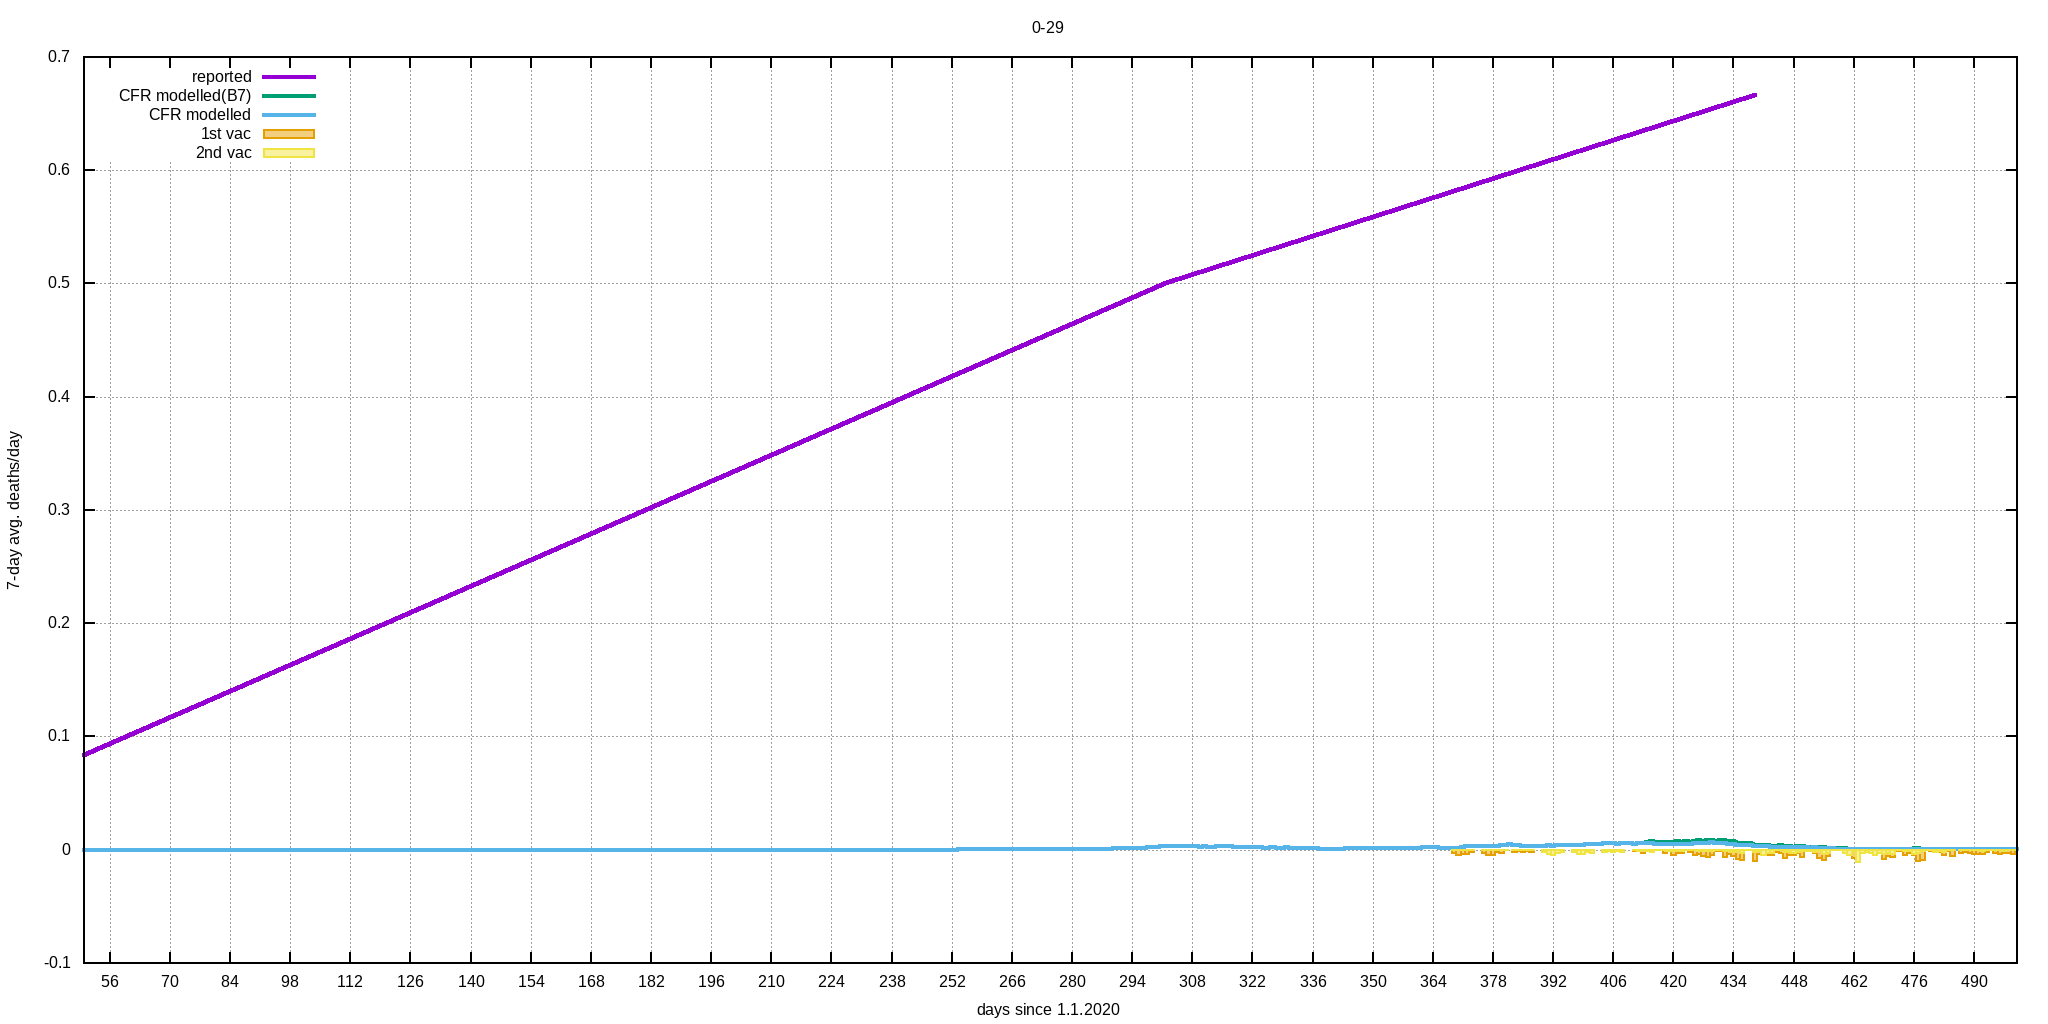 0-29
0.7
0.6
0.5
0.4
0.3
0.2
0.1
0
-0.1
7-day avg. deaths/day
reported
CFR modelled(B7)
CFR modelled
1st vac
2nd vac
56 70 84 98 112 126 140 154 168 182 196 210 224 238 252 266 280 294 308 322 336 350 364 378 392 406 420 434 448 462 476 490
days since 1.1.2020